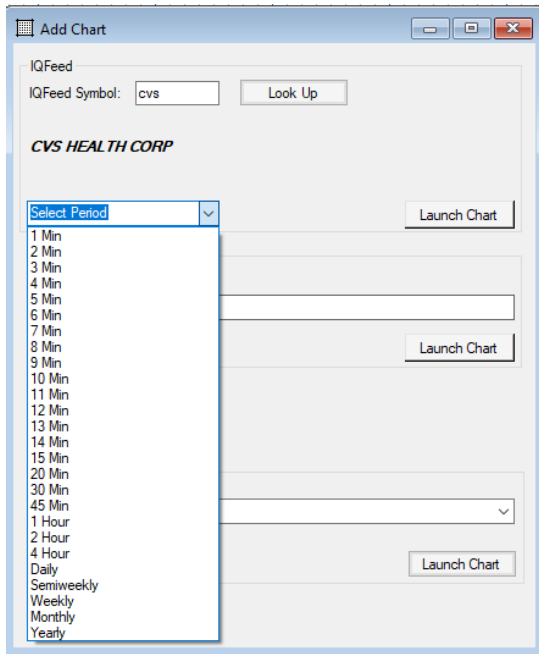 Add Chart
IQFeed
IQFeed Symbol: cvs Look Up
CVS HEALTH CORP
Select Period Launch Chart
1 Min
2 Min
3 Min
4 Min
5 Min
6 Min
7 Min
8 Min
Launch Chart
9 Min
10 Min
11 Min
12 Min
13 Min
14 Min
15 Min
20 Min
30 Min
45 Min
1 Hour
2 Hour
4 Hour
Daily Launch Chart
Semiweekly
Weekly
Monthly
Yearly